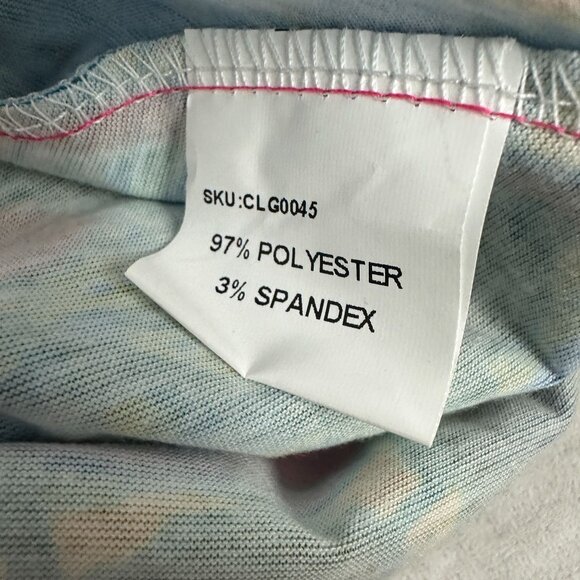 SKU:CLG0045
97% POLYESTER
3% SPANDEX